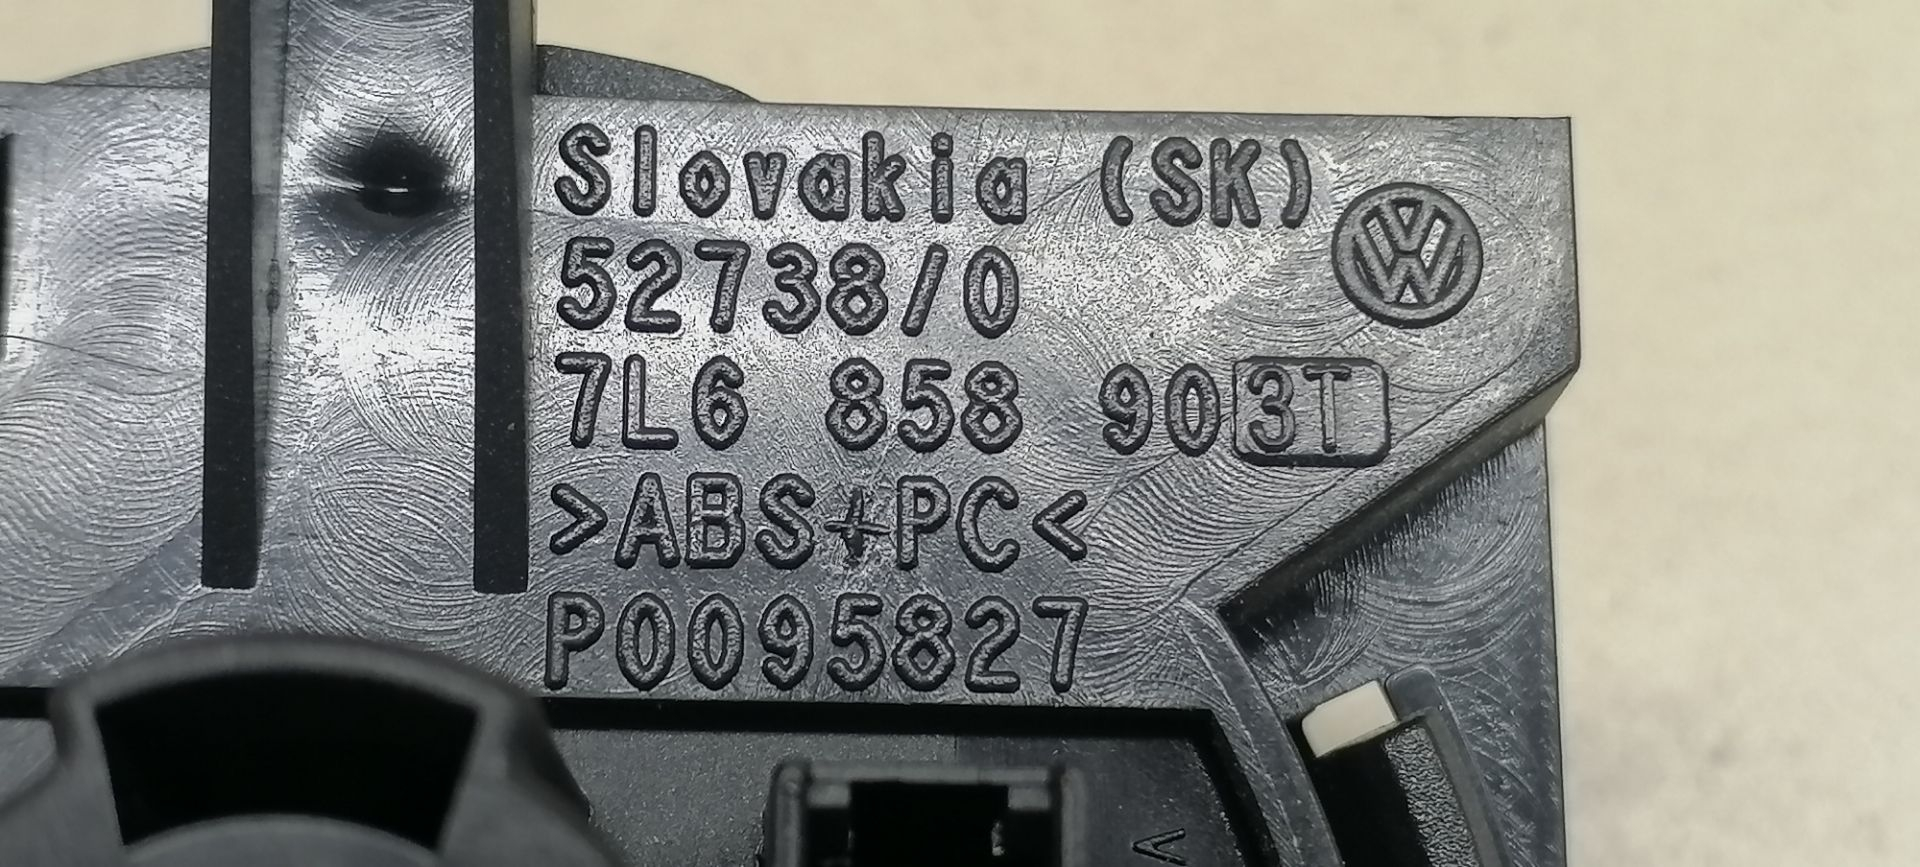 Slovakia (SK)
52738/0
7L6 858 903T
>ABS+PC<
P0095827